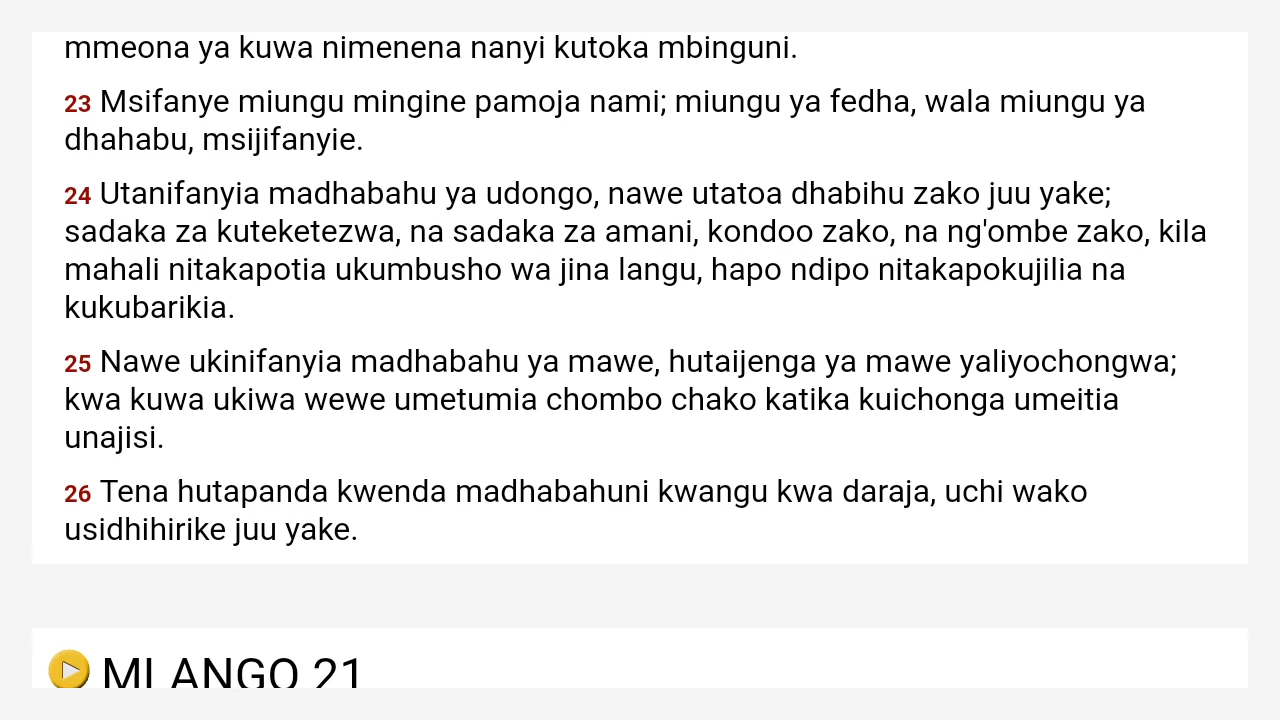 mmeona ya kuwa nimenena nanyi kutoka mbinguni.
23 Msifanye miungu mingine pamoja nami; miungu ya fedha, wala miungu ya
dhahabu, msijifanyie.
24 Utanifanyia madhabahu ya udongo, nawe utatoa dhabihu zako juu yake;
sadaka za kuteketezwa, na sadaka za amani, kondoo zako, na ng'ombe zako, kila
mahali nitakapotia ukumbusho wa jina langu, hapo ndipo nitakapokujilia na
kukubarikia.
25 Nawe ukinifanyia madhabahu ya mawe, hutaijenga ya mawe yaliyochongwa;
kwa kuwa ukiwa wewe umetumia chombo chako katika kuichonga umeitia
unajisi.
26 Tena hutapanda kwenda madhabahuni kwangu kwa daraja, uchi wako
usidhihirike juu yake.
MLANGO 21